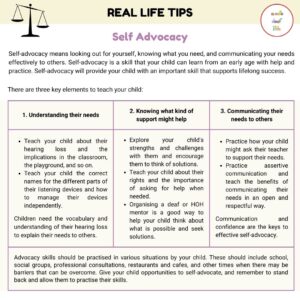 REAL LIFE TIPS
Self Advocacy
Self-advocacy means looking out for yourself, knowing what you need, and communicating your needs
effectively to others. Self-advocacy is a skill that your child can learn from an early age with help and
practice. Self-advocacy will provide your child with an important skill that supports lifelong success.
There are three key elements to teach your child:
1. Understanding their needs
Teach your child about their
hearing loss and the
implications in the classroom,
the playground, and so on.
Teach your child the correct
names for the different parts of
their listening devices and how
to manage their devices
independently.
Children need the vocabulary and
understanding of their hearing loss
to explain their needs to others.
2. Knowing what kind of
support might help
Explore your child's
strengths and challenges
with them and encourage
them to think of solutions.
Teach your child about their
rights and the importance
of asking for help when
needed.
Organising a deaf or HOH
mentor is a good way to
help your child think about
what is possible and seek
solutions.
3. Communicating their
needs to others
Practise how your child
might ask their teacher
to support their needs.
Practise assertive
communication and
teach the benefits of
communicating their
needs in an open and
respectful way.
Communication and
confidence are the keys to
effective self-advocacy.
Advocacy skills should be practised in various situations by your child. These should include school,
social groups, professional consultations, restaurants and cafes, and other times when there may be
barriers that can be overcome. Give your child opportunities to self-advocate, and remember to stand
back and allow them to practise their skills.